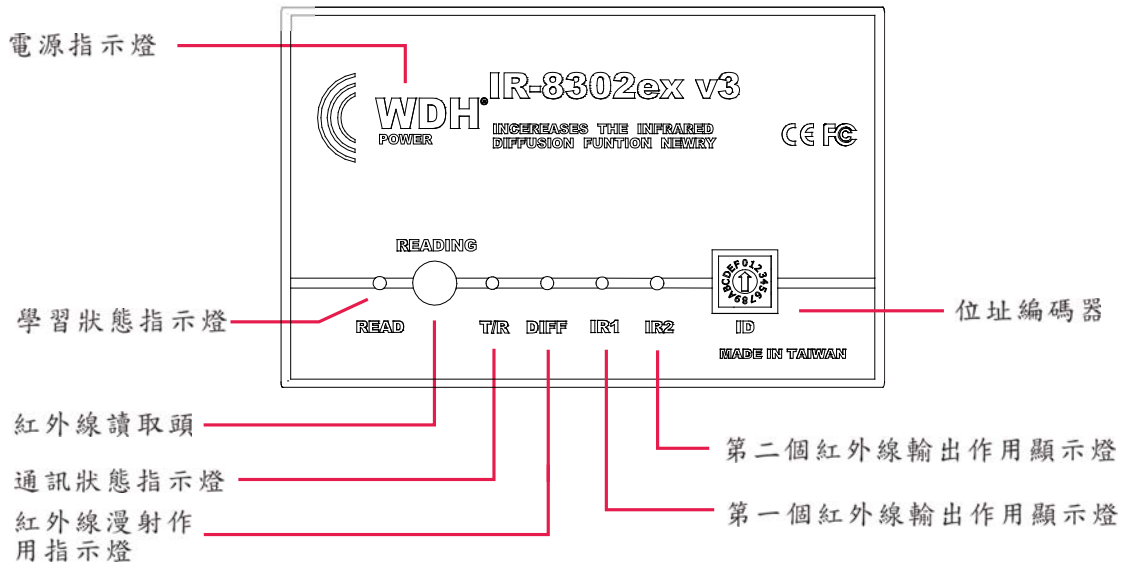 電源指示燈
IR-8302ex v3
WDH®
POWER
INCEREASES THE INFRARED
DIFFUSION FUNTION NEWRY
CE FC
READING
0123456789ABCDEF
學習狀態指示燈
READ
T/R
DIFF
IR1
IR2
ID
位址編碼器
MADE IN TAIWAN
紅外線讀取頭
第二個紅外線輸出作用顯示燈
通訊狀態指示燈
第一個紅外線輸出作用顯示燈
紅外線漫射作
用指示燈